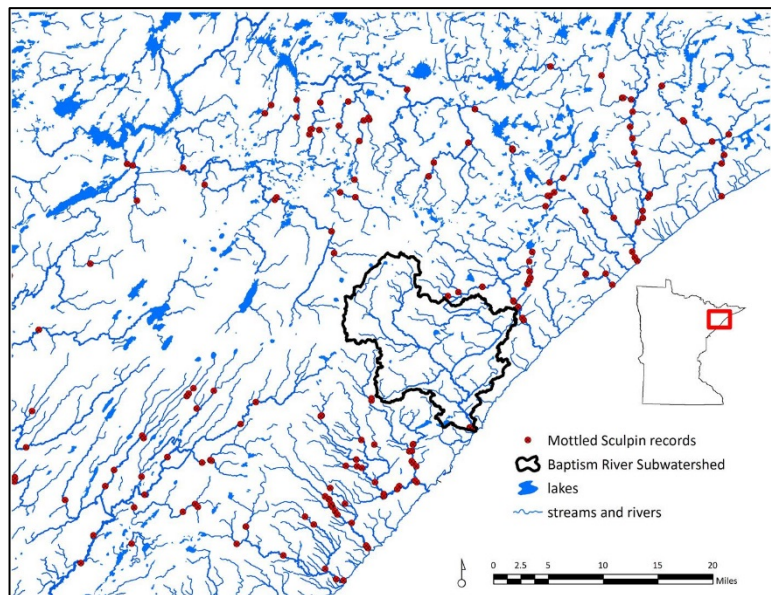 Mottled Sculpin records
Baptism River Subwatershed
lakes
streams and rivers
0 2.5 5 10 15 20
Miles